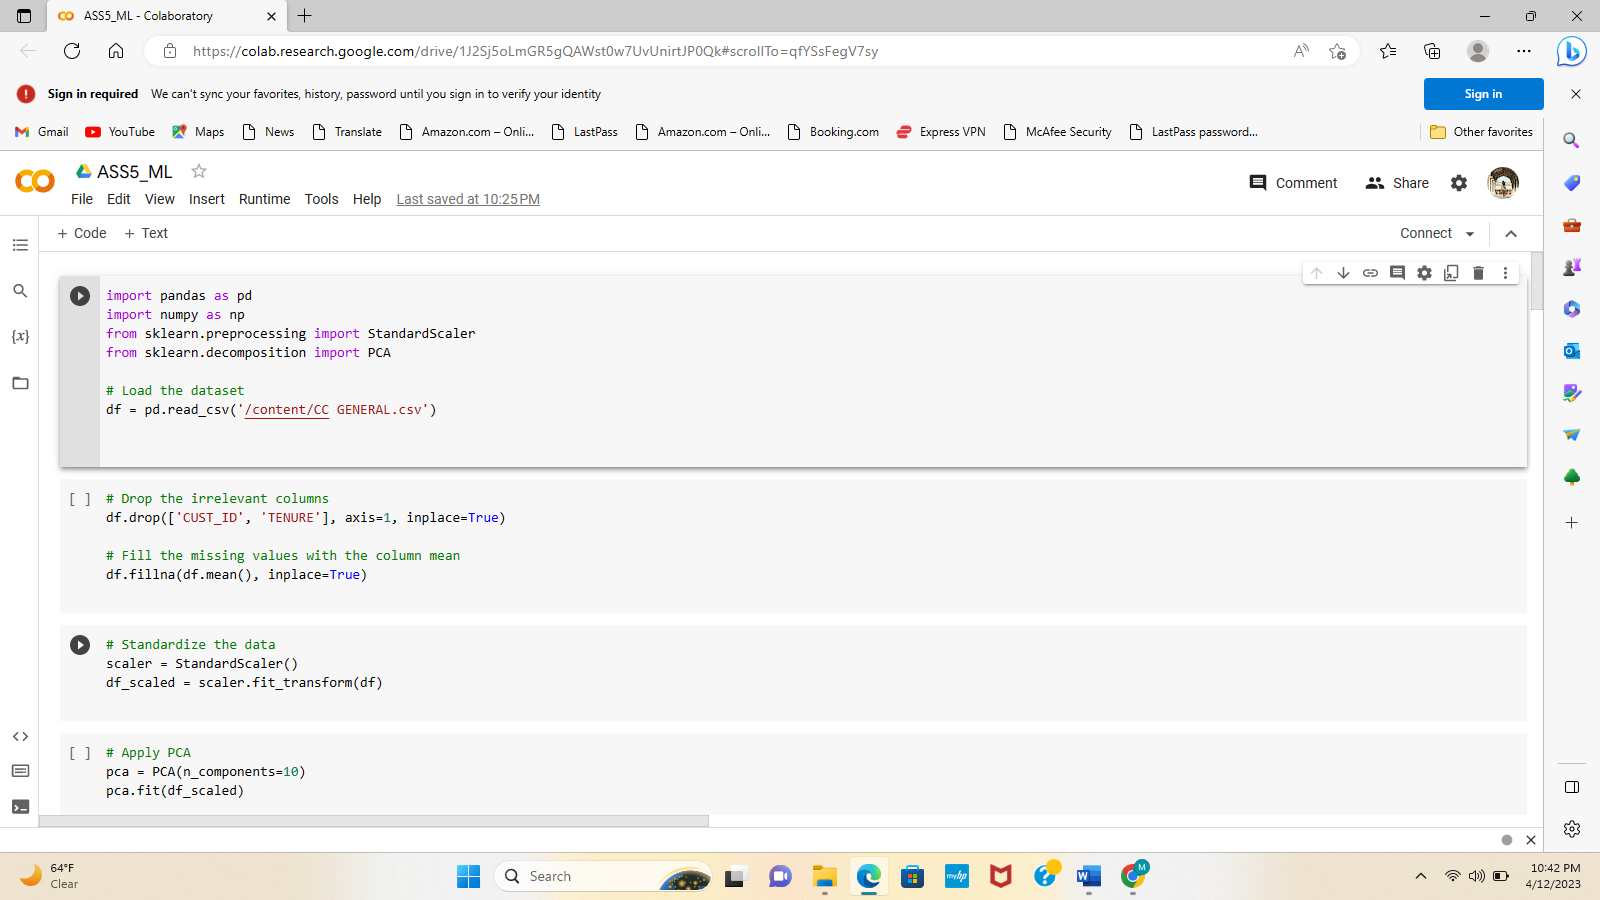 ASS5_ML - Colaboratory
https://colab.research.google.com/drive/1J2Sj5oLmGR5gQAWst0w7UvUnirtJP0Qk#scrollTo=qfYSsFegV7sy
Sign in required We can't sync your favorites, history, password until you sign in to verify your identity
Sign in
Gmail YouTube Maps News Translate Amazon.com – Onli... LastPass Amazon.com – Onli... Booking.com Express VPN McAfee Security LastPass password... Other favorites
ASS5_ML
Comment Share
File Edit View Insert Runtime Tools Help Last saved at 10:25 PM
+ Code + Text Connect
import pandas as pd
import numpy as np
from sklearn.preprocessing import StandardScaler
from sklearn.decomposition import PCA
# Load the dataset
df = pd.read_csv('/content/CC GENERAL.csv')
[ ] # Drop the irrelevant columns
df.drop(['CUST_ID', 'TENURE'], axis=1, inplace=True)
# Fill the missing values with the column mean
df.fillna(df.mean(), inplace=True)
# Standardize the data
scaler = StandardScaler()
df_scaled = scaler.fit_transform(df)
[ ] # Apply PCA
pca = PCA(n_components=10)
pca.fit(df_scaled)
64°F
Clear
Search
myhp
M
10:42 PM
4/12/2023